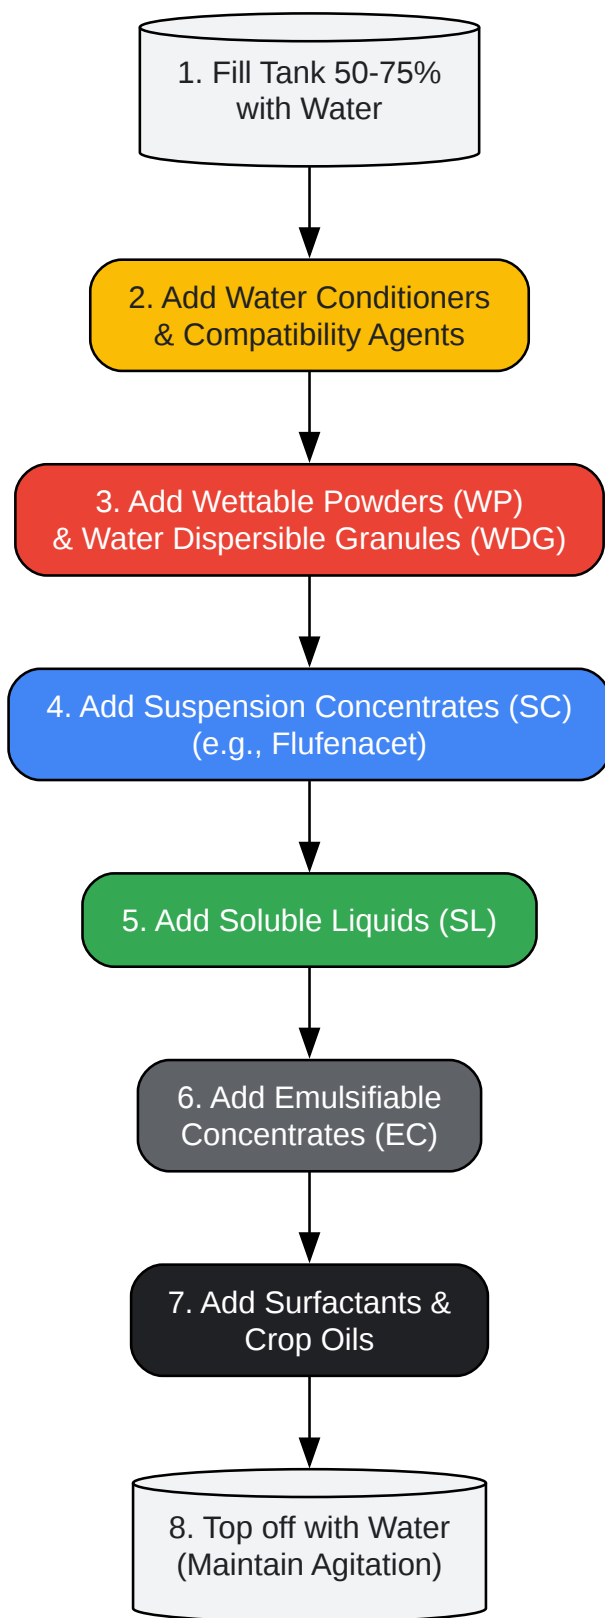 1. Fill Tank 50-75%
with Water
2. Add Water Conditioners
& Compatibility Agents
3. Add Wettable Powders (WP)
& Water Dispersible Granules (WDG)
4. Add Suspension Concentrates (SC)
(e.g., Flufenacet)
5. Add Soluble Liquids (SL)
6. Add Emulsifiable
Concentrates (EC)
7. Add Surfactants &
Crop Oils
8. Top off with Water
(Maintain Agitation)